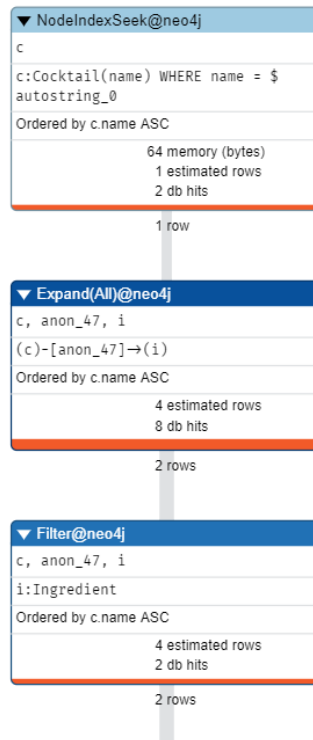 ▼ NodeIndexSeek@neo4j
c
c:Cocktail(name) WHERE name = $
autostring_0
Ordered by c.name ASC
64 memory (bytes)
1 estimated rows
2 db hits
1 row
▼ Expand(All)@neo4j
c, anon_47, i
(c)-[anon_47]→(i)
Ordered by c.name ASC
4 estimated rows
8 db hits
2 rows
▼ Filter@neo4j
c, anon_47, i
i:Ingredient
Ordered by c.name ASC
4 estimated rows
2 db hits
2 rows